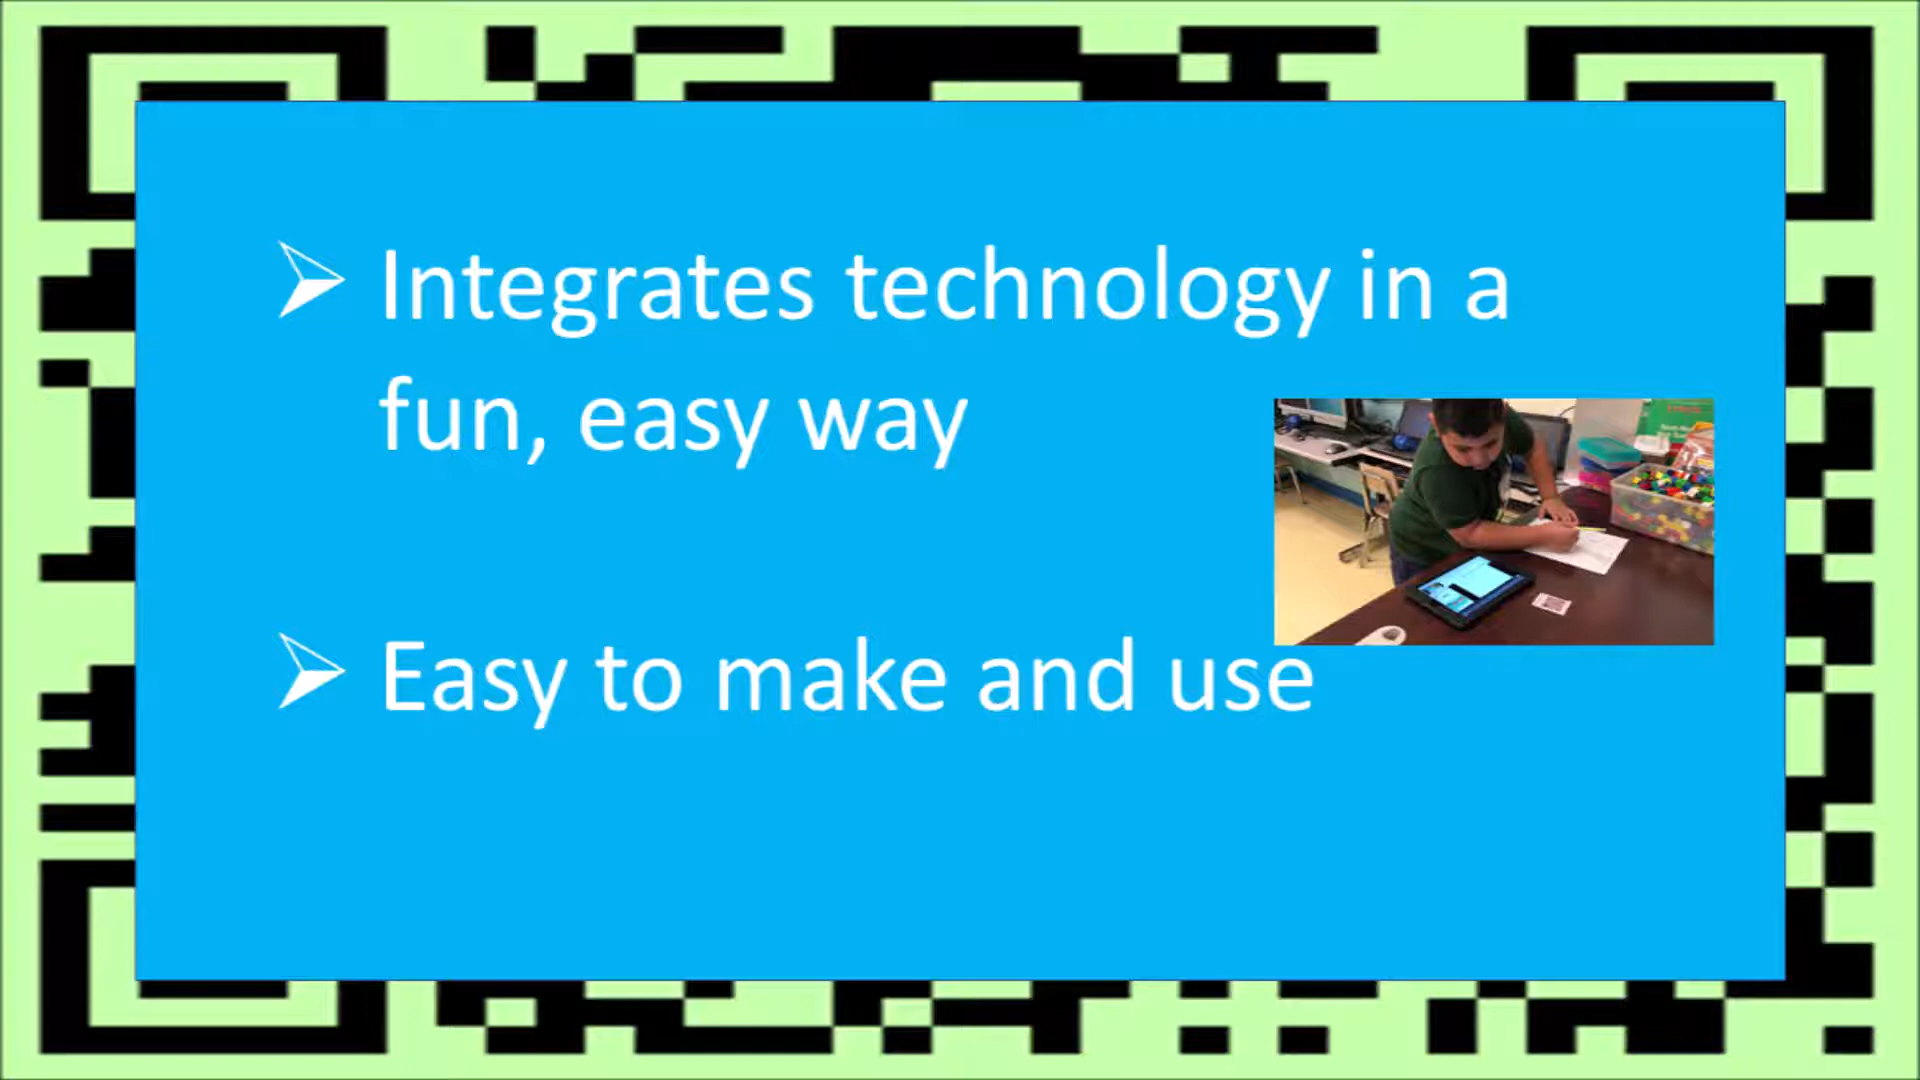 Integrates technology in a
fun, easy way
Easy to make and use